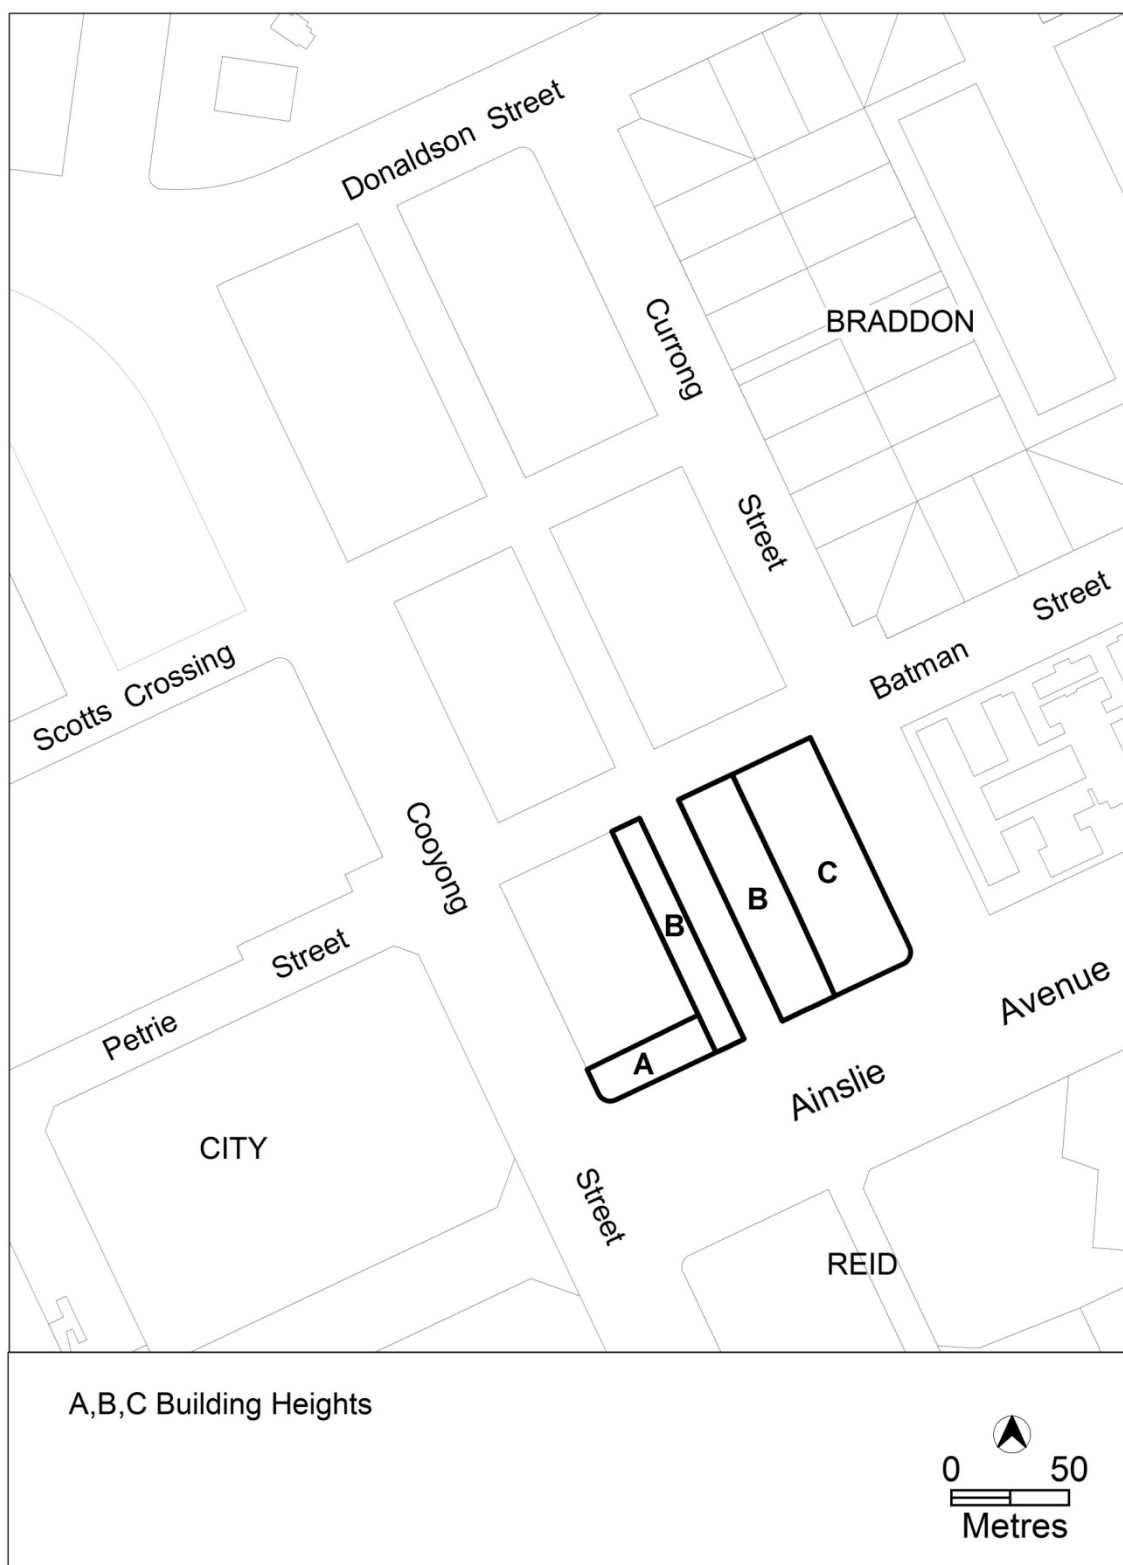 Donaldson Street
Currong
Street
BRADDON
Batman Street
Scotts Crossing
Cooyong
Street
Petrie Street
B
B
C
A
Ainslie Avenue
CITY
REID
A,B,C Building Heights
0 50
Metres